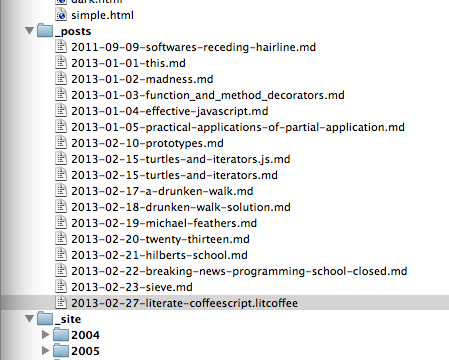 dark.html
simple.html
_posts
2011-09-09-softwares-receding-hairline.md
2013-01-01-this.md
2013-01-02-madness.md
2013-01-03-function_and_method_decorators.md
2013-01-04-effective-javascript.md
2013-01-05-practical-applications-of-partial-application.md
2013-02-10-prototypes.md
2013-02-15-turtles-and-iterators.js.md
2013-02-15-turtles-and-iterators.md
2013-02-17-a-drunken-walk.md
2013-02-18-drunken-walk-solution.md
2013-02-19-michael-feathers.md
2013-02-20-twenty-thirteen.md
2013-02-21-hilberts-school.md
2013-02-22-breaking-news-programming-school-closed.md
2013-02-23-sieve.md
2013-02-27-literate-coffeescript.litcoffee
_site
2004
2005